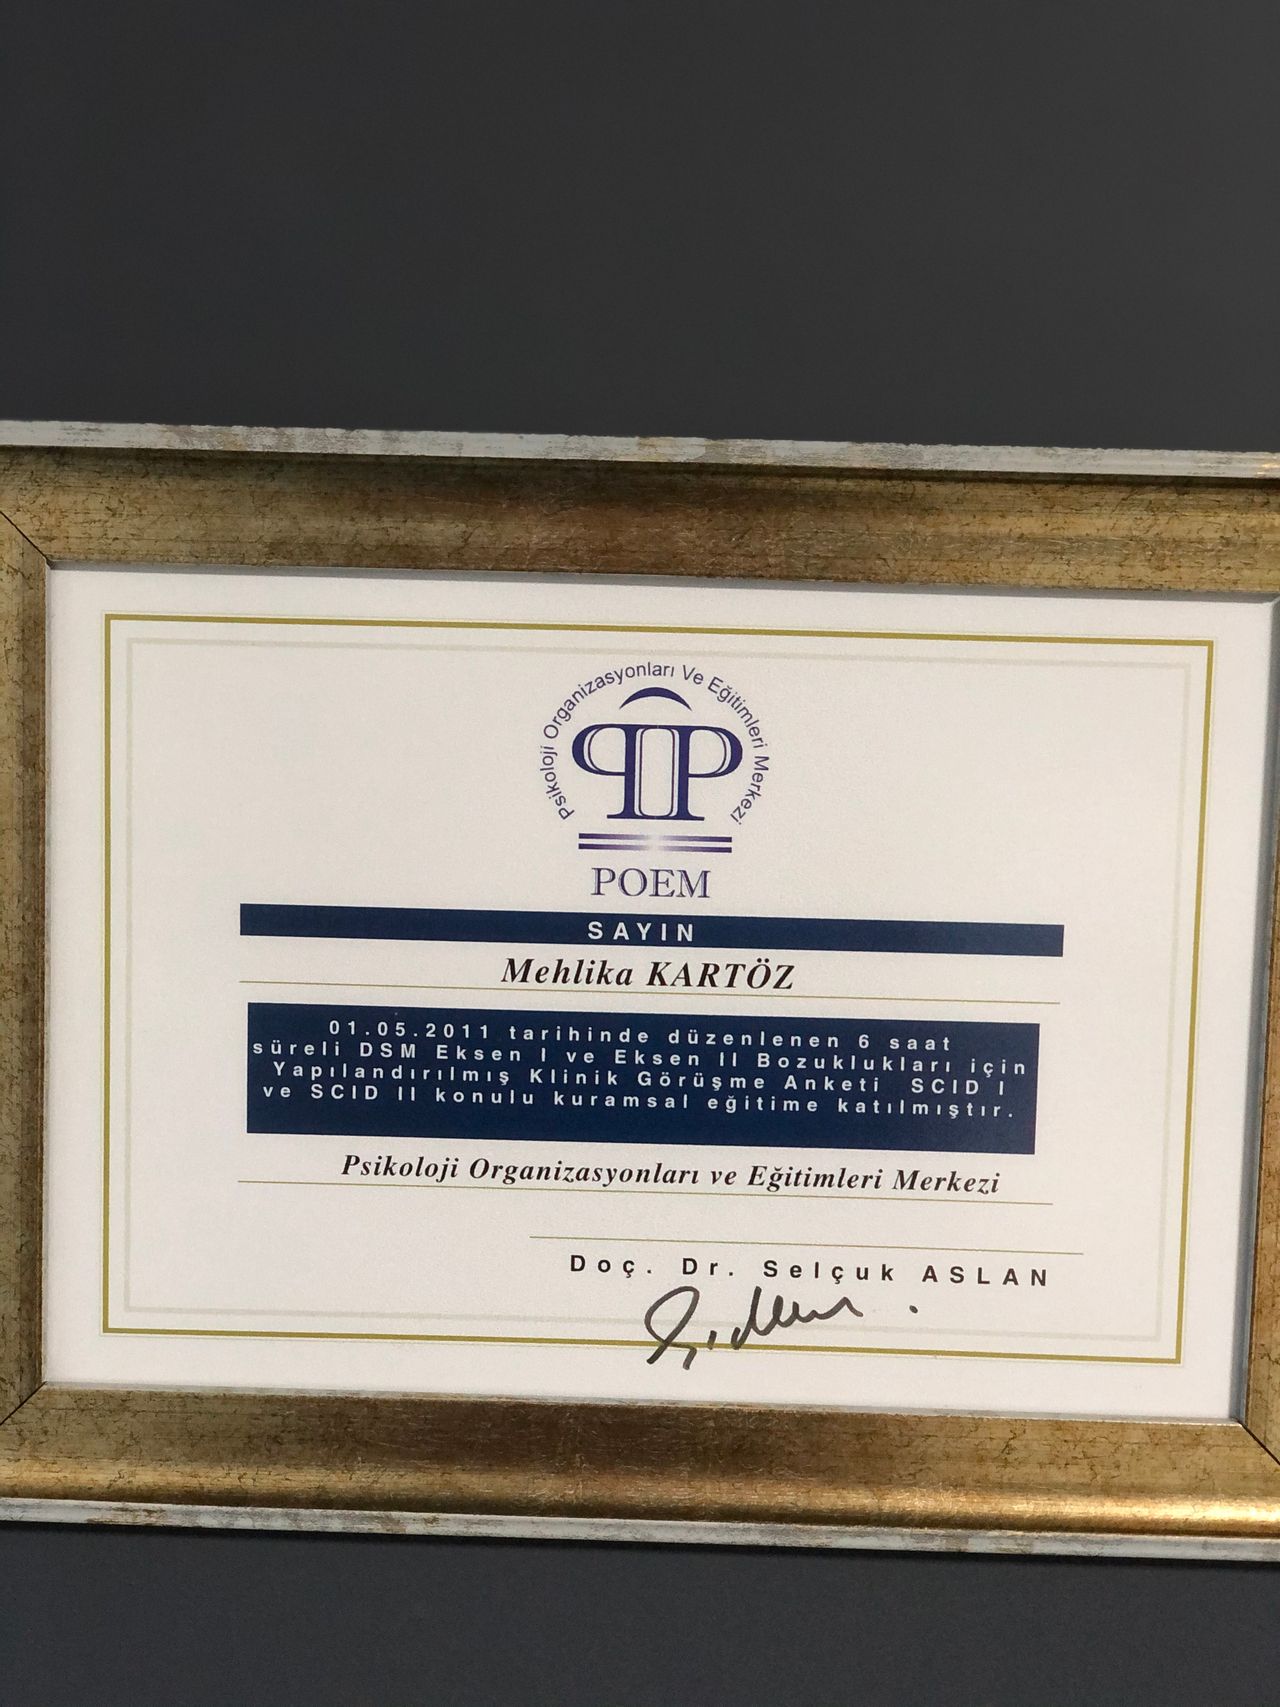 Psikoloji Organizasyonları Ve Eğitimleri Merkezi
POEM
SAYIN
Mehlika KARTÖZ
01.05.2011 tarihinde düzenlenen 6 saat
süreli DSM Eksen I ve Eksen II Bozuklukları için
Yapılandırılmış Klinik Görüşme Anketi SCID I
ve SCID II konulu kuramsal eğitime katılmıştır.
Psikoloji Organizasyonları ve Eğitimleri Merkezi
Doç. Dr. Selçuk ASLAN